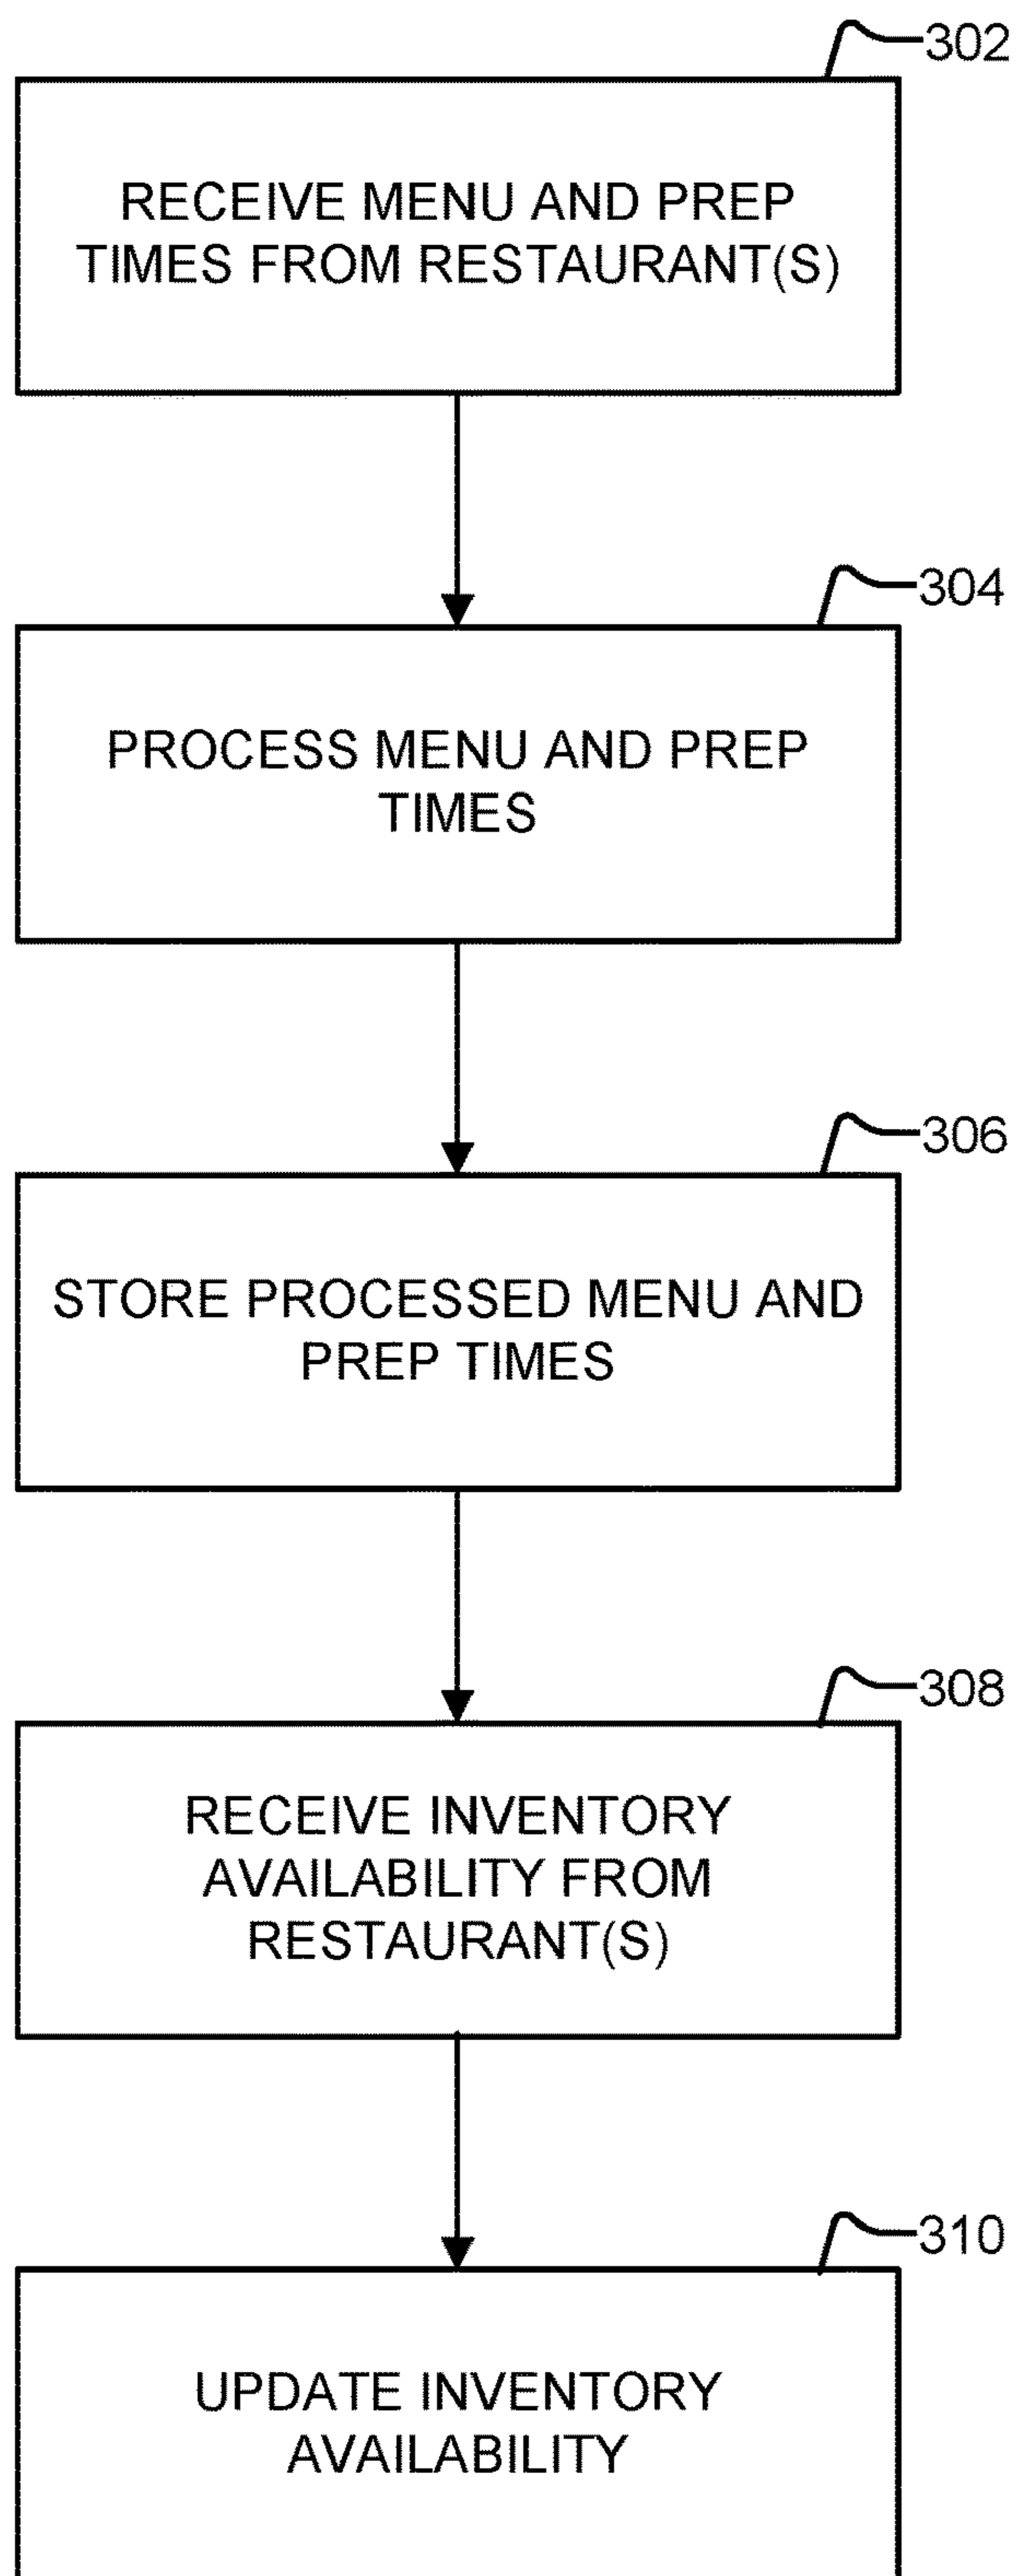 302
RECEIVE MENU AND PREP
TIMES FROM RESTAURANT(S)
304
PROCESS MENU AND PREP
TIMES
306
STORE PROCESSED MENU AND
PREP TIMES
308
RECEIVE INVENTORY
AVAILABILITY FROM
RESTAURANT(S)
310
UPDATE INVENTORY
AVAILABILITY